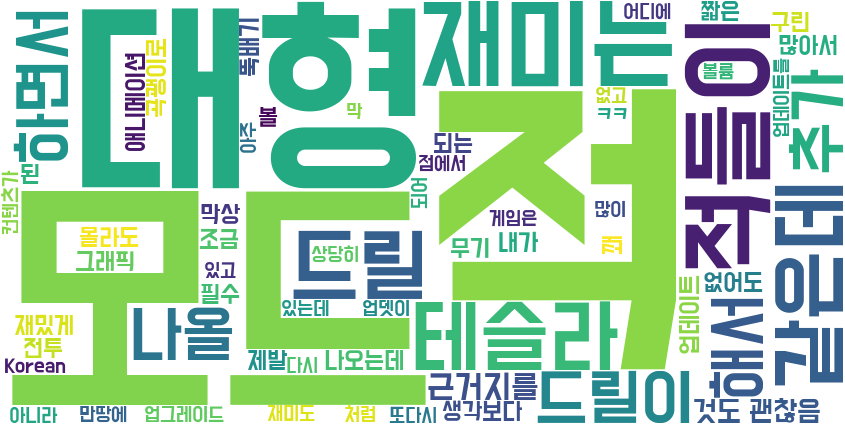 하면서
대형
재미는
어디에
짧은
구린
많아서
적들이
볼륨
업데이트를
추가
애니메이션
곡괭이로
뚝배기
볼
아주
막
없고
ㅋㅋ
되는
점에서
된
컨텐츠가
모드
적
되어
막상
게임은
많이
같은데
몰라도
조금
드릴
상당히
무기
내가
꽤
그래픽
있고
없어도
해서
필수
있는데
업뎃이
업데이트
재밌게
전투
나올
테슬라
Korean
제발
다시
나오는데
근거지를
드릴이
아니라
만땅에
업그레이드
재미도
처럼
또다시
생각보다
것도
괜찮음